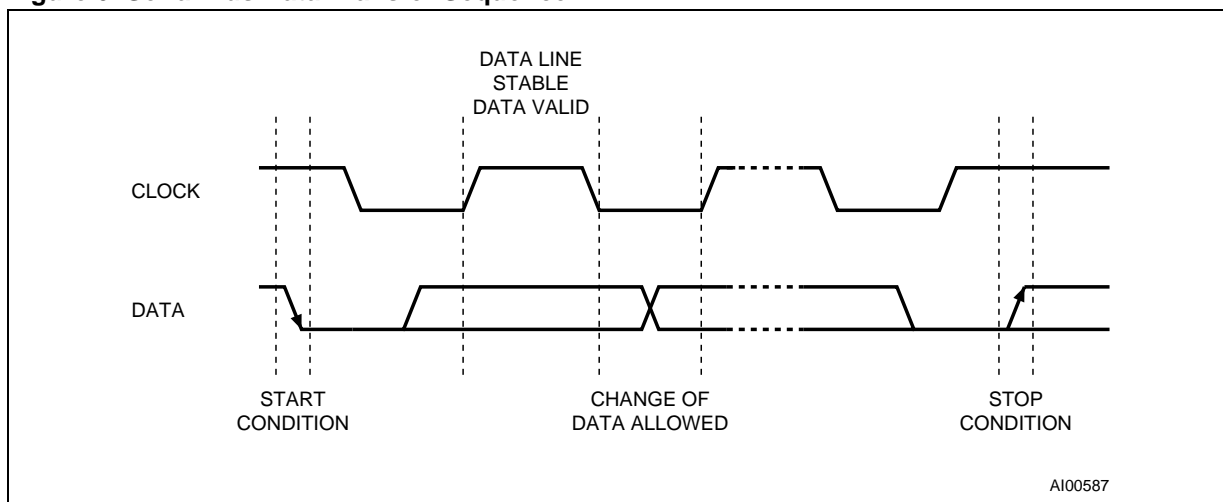 DATA LINE
STABLE
DATA VALID
CLOCK
DATA
START
CONDITION
CHANGE OF
DATA ALLOWED
STOP
CONDITION
AI00587